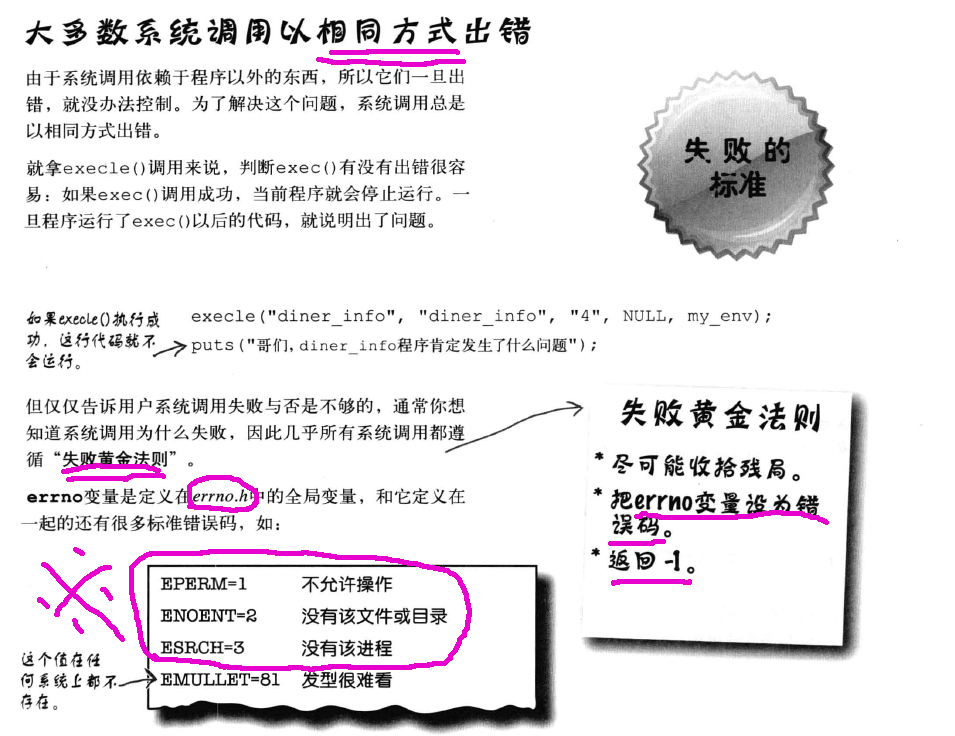 大多数系统调用以相同方式出错
由于系统调用依赖于程序以外的东西，所以它们一旦出
错，就没办法控制。为了解决这个问题，系统调用总是
以相同方式出错。
失败的
标准
就拿execle()调用来说，判断exec()有没有出错很容
易：如果exec()调用成功，当前程序就会停止运行。一
旦程序运行了exec()以后的代码，就说明出了问题。
如果execle()执行成
功，这行代码就不
会运行。
execle("diner_info", "diner_info", "4", NULL, my_env);
puts("哥们，diner_info程序肯定发生了什么问题");
但仅仅告诉用户系统调用失败与否是不够的，通常你想
知道系统调用为什么失败，因此几乎所有系统调用都遵
循“失败黄金法则”。
errno变量是定义在errno.h中的全局变量，和它定义在
一起的还有很多标准错误码，如：
失败黄金法则
* 尽可能收拾残局。
* 把errno变量设为错
误码。
* 返回-1。
EPERM=1 不允许操作
ENOENT=2 没有该文件或目录
ESRCH=3 没有该进程
EMULLET=81 发型很难看
这个值在任
何系统上都不
存在。